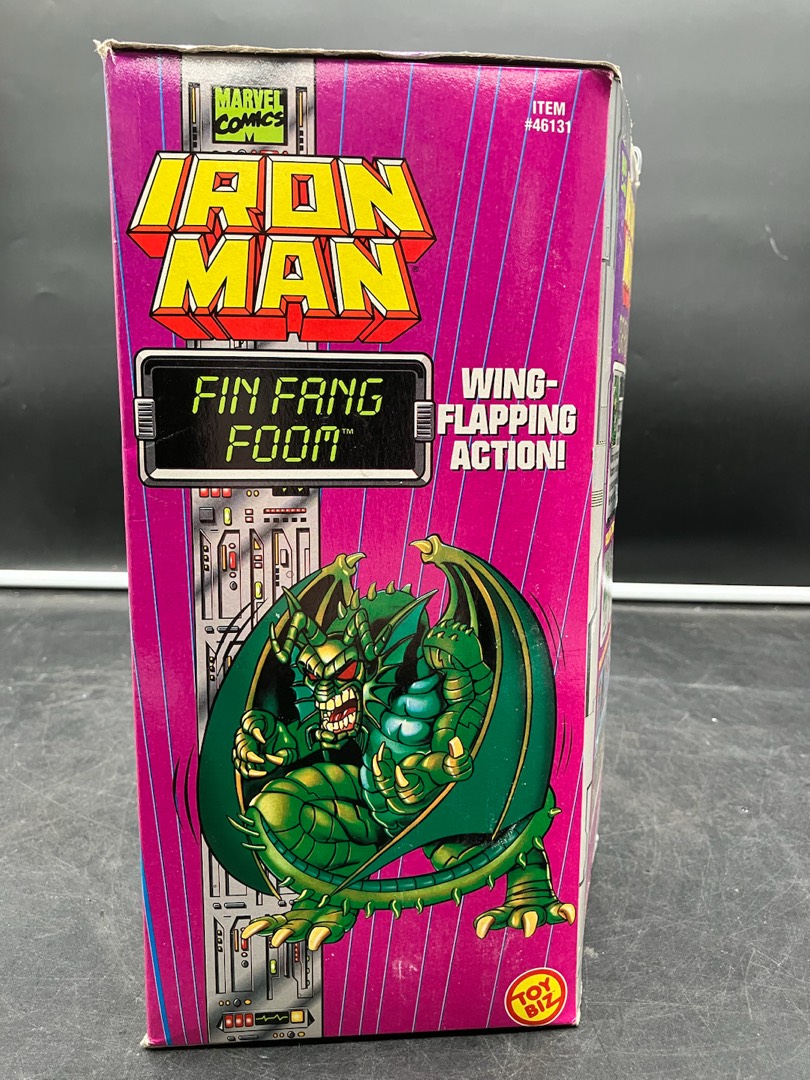 MARVEL
COMICS
M
ITEM
#46131
IRON
MAN®
FIN FANG
FOOM™
WING-
FLAPPING
ACTION!
TOY
BIZ